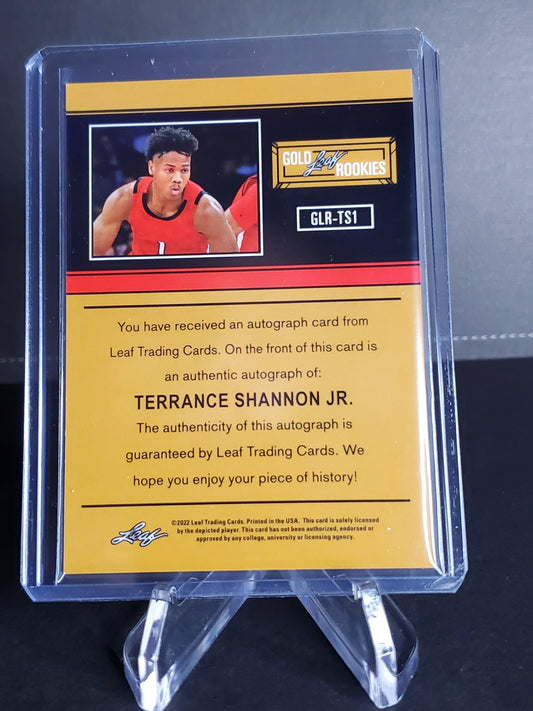 GOLD Leaf ROOKIES
GLR-TS1
1
You have received an autograph card from
Leaf Trading Cards. On the front of this card is
an authentic autograph of:
TERRANCE SHANNON JR.
The authenticity of this autograph is
guaranteed by Leaf Trading Cards. We
hope you enjoy your piece of history!
Leaf
©2022 Leaf Trading Cards. Printed in the USA. This card is solely licensed
by the depicted player. This card has not been authorized, endorsed or
approved by any college, university or licensing agency.